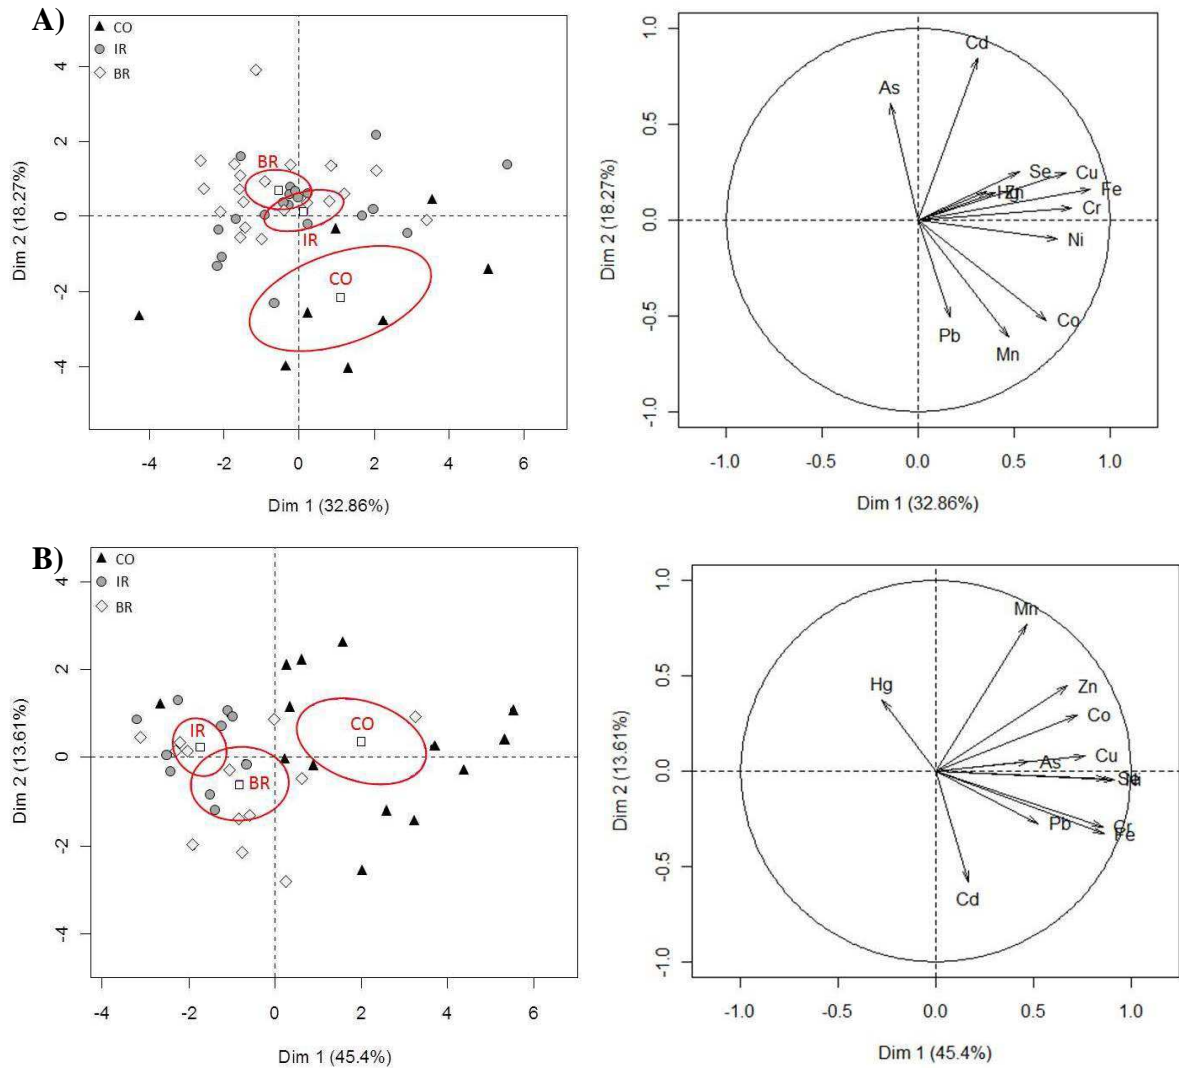 A)
CO
IR
BR
BR
IR
CO
4
2
0
-2
-4
Dim 2 (18.27%)
-4 -2 0 2 4 6
Dim 1 (32.86%)
1.0
0.5
0.0
-0.5
-1.0
Dim 2 (18.27%)
Cd
As
Se
Cu
Zn
Fe
Cr
Ni
Co
Pb
Mn
-1.0 -0.5 0.0 0.5 1.0
Dim 1 (32.86%)
B)
CO
IR
BR
IR
CO
BR
4
2
0
-2
-4
Dim 2 (13.61%)
-4 -2 0 2 4 6
Dim 1 (45.4%)
1.0
0.5
0.0
-0.5
-1.0
Dim 2 (13.61%)
Mn
Hg
Zn
Co
Cu
As
Se
Pb
Cr
Fe
Cd
-1.0 -0.5 0.0 0.5 1.0
Dim 1 (45.4%)